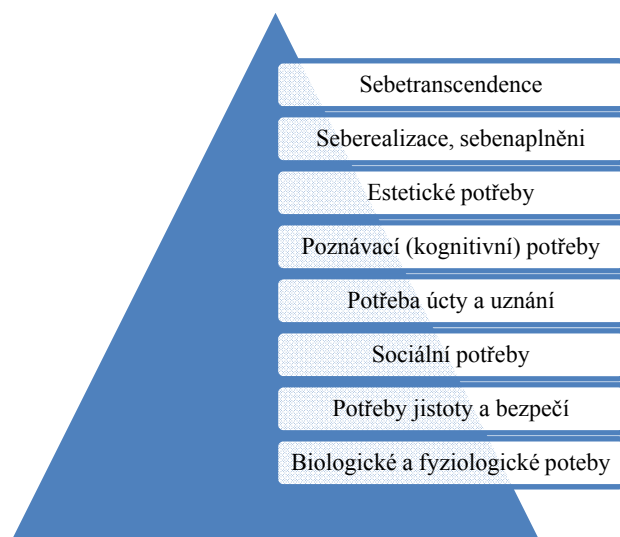 Sebetranscendence
Seberealizace, sebenaplněni
Estetické potřeby
Poznávací (kognitivní) potřeby
Potřeba úcty a uznání
Sociální potřeby
Potřeby jistoty a bezpečí
Biologické a fyziologické poteby